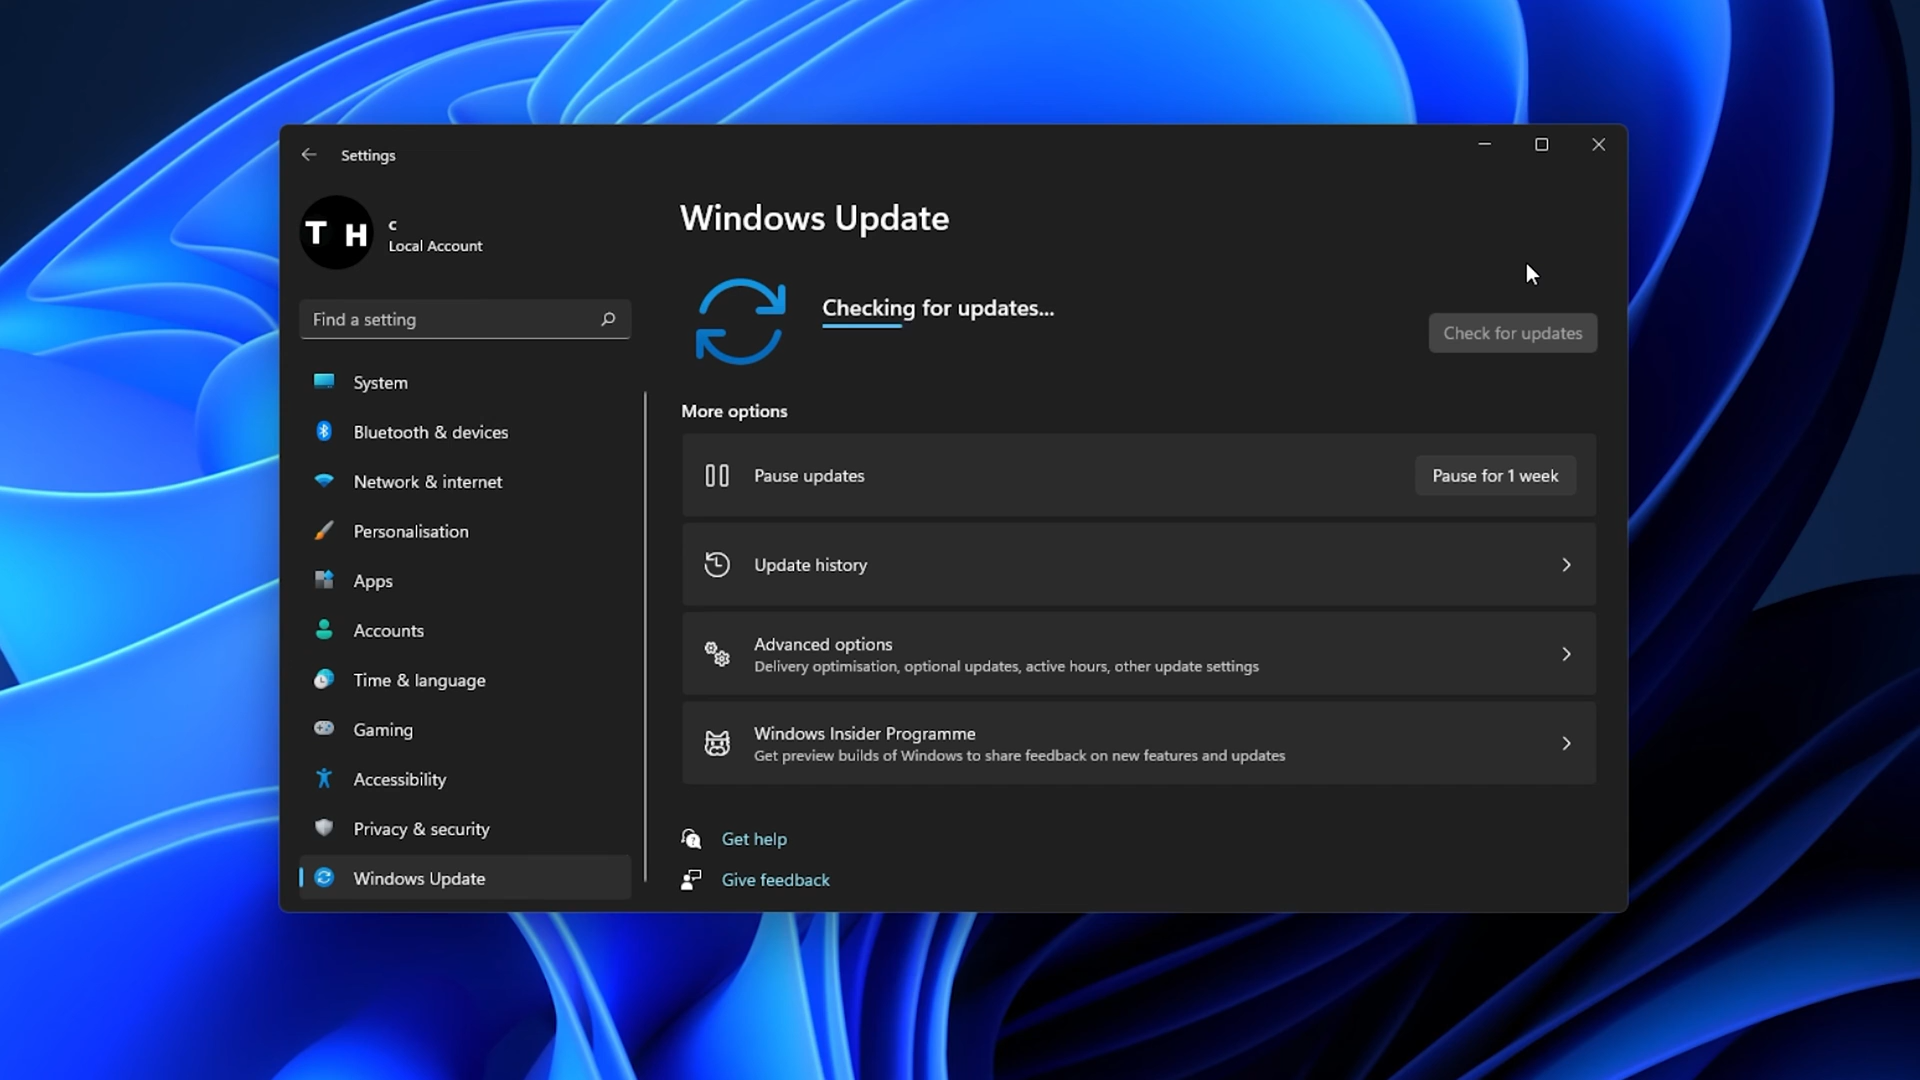 Settings
T H
c
Local Account
Find a setting
System
Bluetooth & devices
Network & internet
Personalisation
Apps
Accounts
Time & language
Gaming
Accessibility
Privacy & security
Windows Update
Windows Update
Checking for updates...
Check for updates
More options
Pause updates
Pause for 1 week
Update history
Advanced options
Delivery optimisation, optional updates, active hours, other update settings
Windows Insider Programme
Get preview builds of Windows to share feedback on new features and updates
Get help
Give feedback